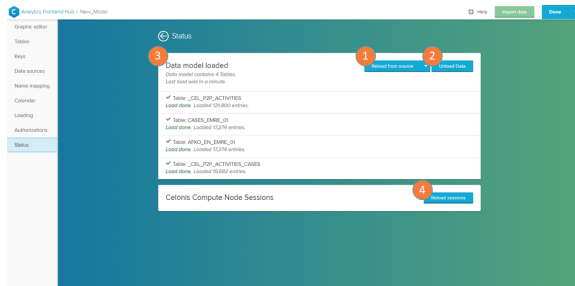 C Analytics Frontend Hub / New_Model
Help
Import data
Done
Graphic editor
Tables
Keys
Data sources
Name mapping
Calendar
Loading
Authorizations
Status
Status
3
1
2
Data model loaded
Reload from source
Unload Data
Data model contains 4 Tables.
Last load was in a minute
Table: _CEL_P2P_ACTIVITIES
Load done. Loaded 121,800 entries.
Table: CASES_EMRE_01
Load done. Loaded 17,274 entries.
Table: AFKO_EN_EMRE_01
Load done. Loaded 17,274 entries.
Table: _CEL_P2P_ACTIVITIES_CASES
Load done. Loaded 19,682 entries.
4
Celonis Compute Node Sessions
Reload sessions